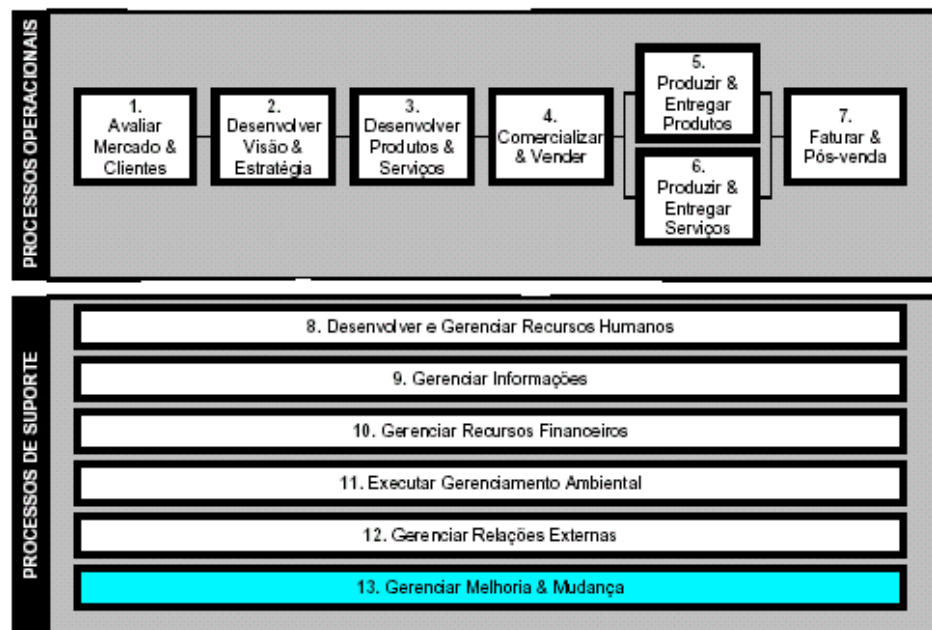 PROCESSOS OPERACIONAIS
1.
Avaliar
Mercado &
Clientes
2.
Desenvolver
Visão &
Estratégia
3.
Desenvolver
Produtos &
Serviços
4.
Comercializar
& Vender
5.
Produzir &
Entregar
Produtos
6.
Produzir &
Entregar
Serviços
7.
Faturar &
Pós-venda
PROCESSOS DE SUPORTE
8. Desenvolver e Gerenciar Recursos Humanos
9. Gerenciar Informações
10. Gerenciar Recursos Financeiros
11. Executar Gerenciamento Ambiental
12. Gerenciar Relações Externas
13. Gerenciar Melhoria & Mudança